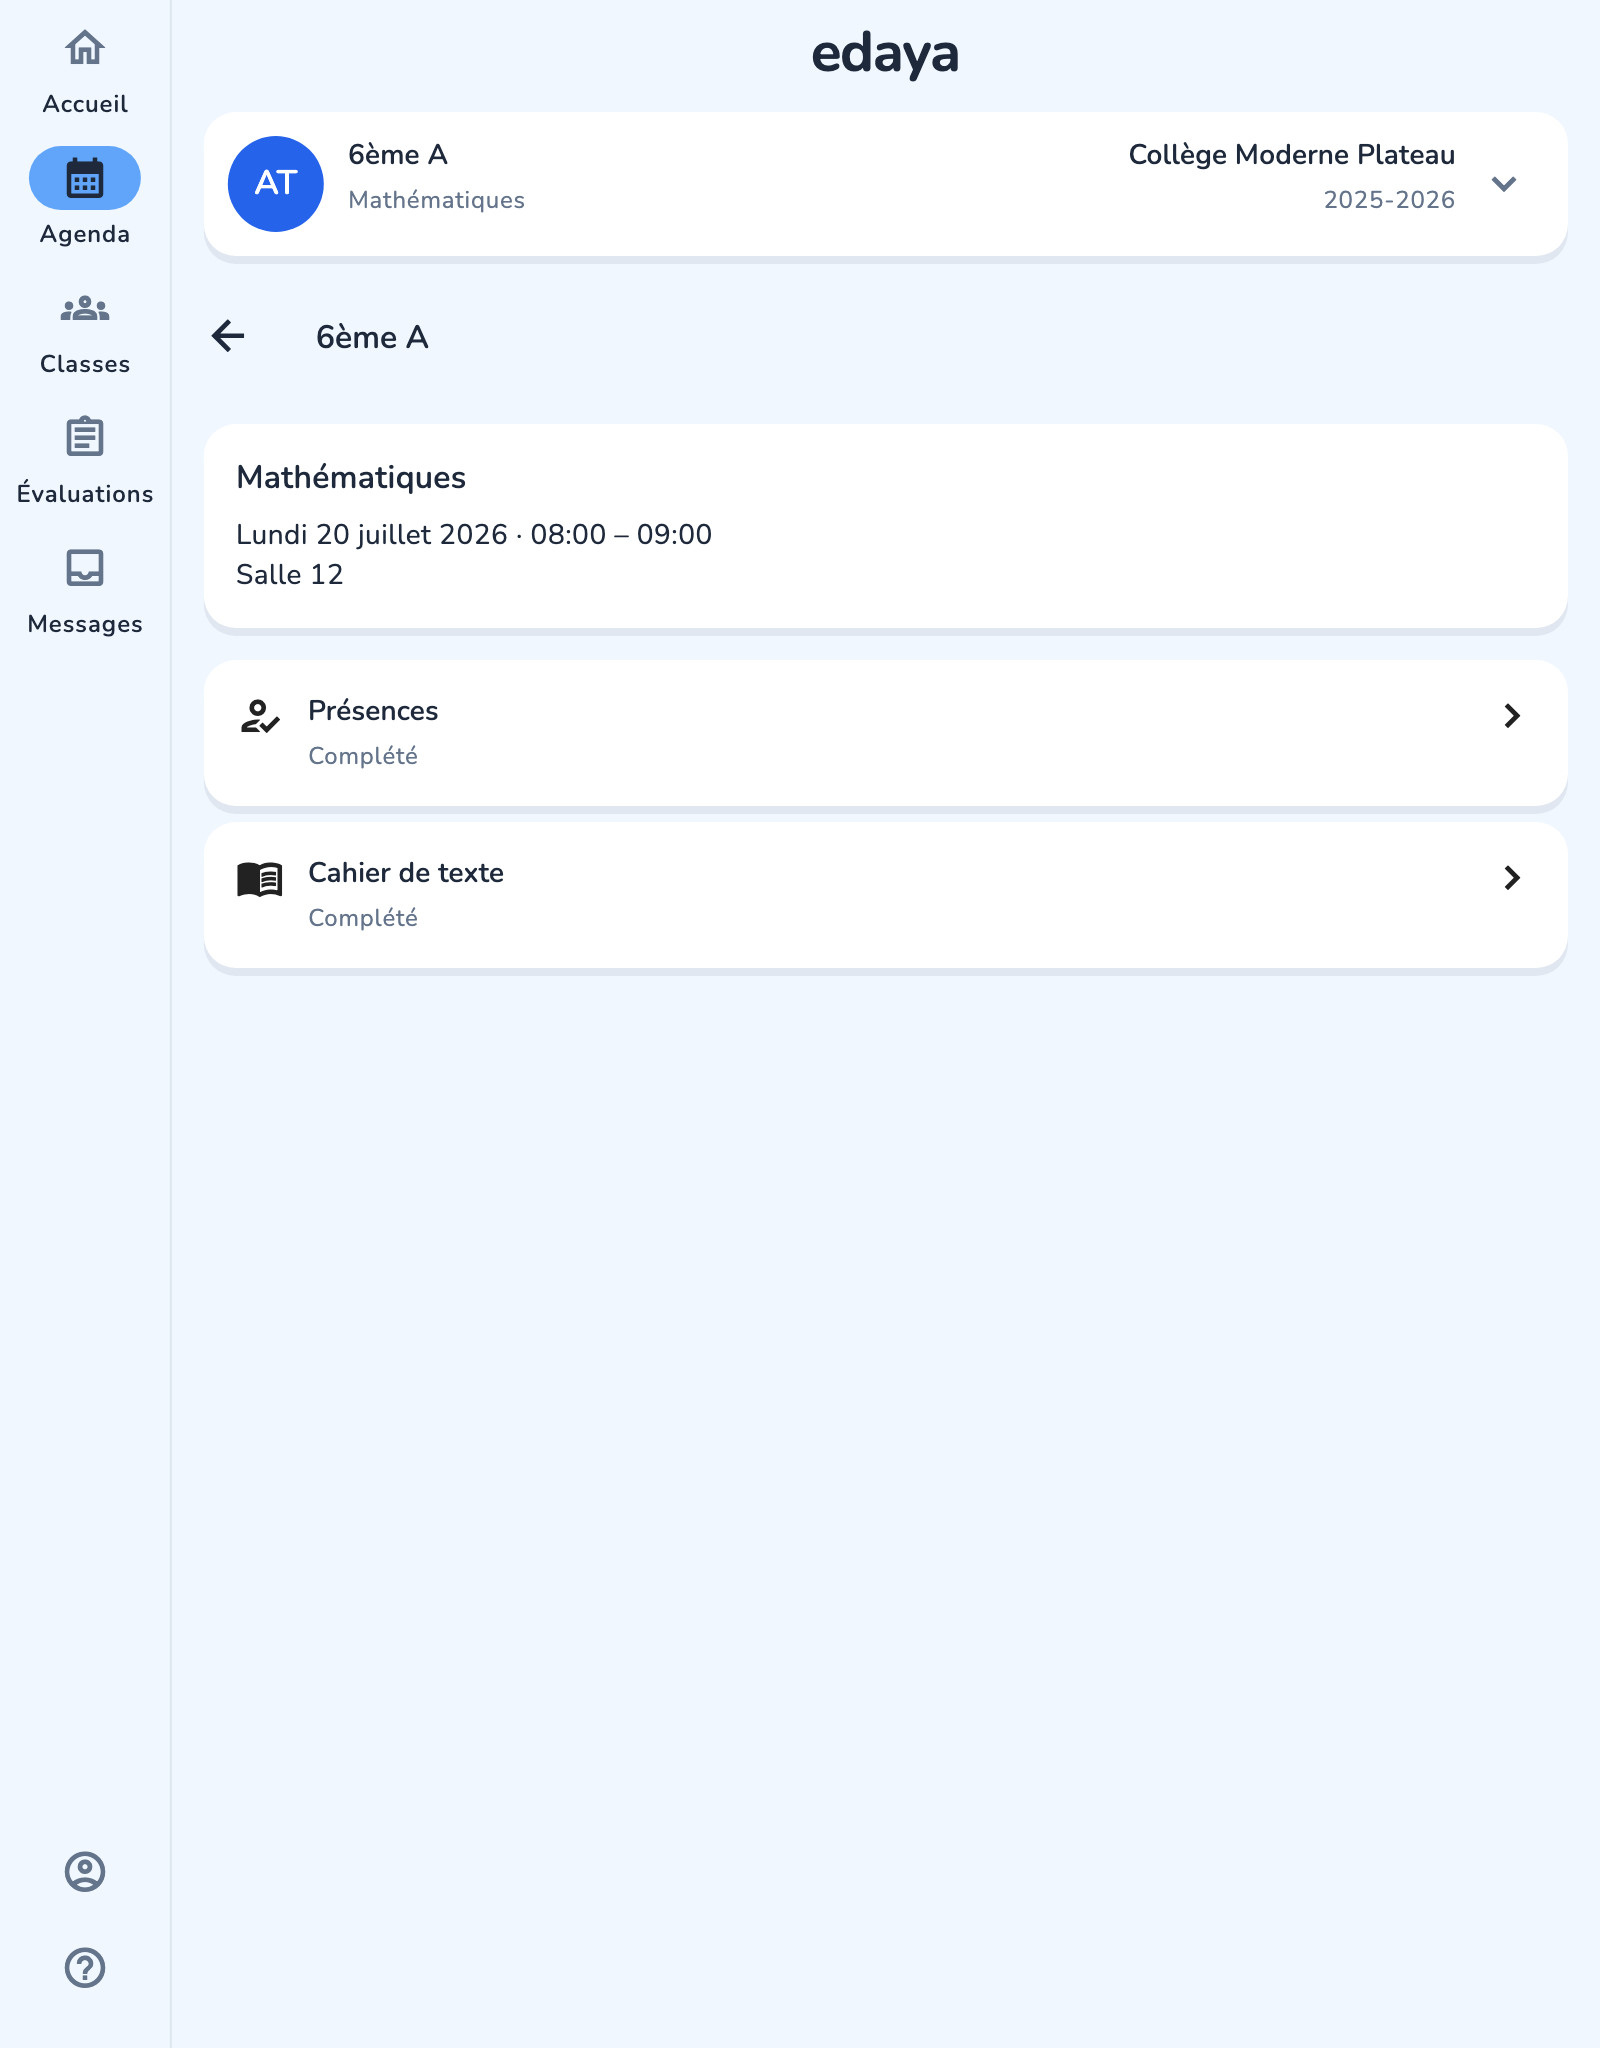 edaya
Accueil
Agenda
Classes
Évaluations
Messages
AT
6ème A
Mathématiques
Collège Moderne Plateau
2025-2026
6ème A
Mathématiques
Lundi 20 juillet 2026 · 08:00 – 09:00
Salle 12
Présences
Complété
Cahier de texte
Complété